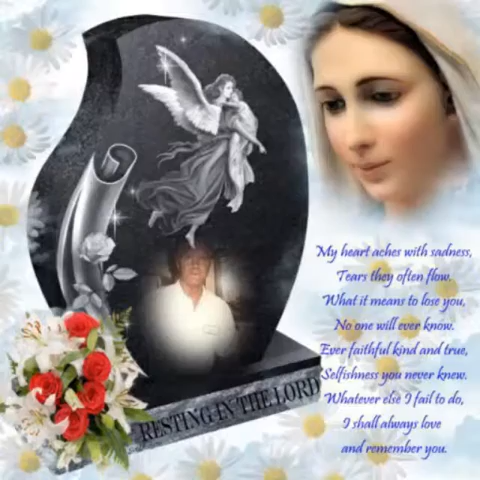 My heart aches with sadness,
Tears they often flow.
What it means to lose you,
No one will ever know.
Ever faithful kind and true,
Selfishness you never knew.
Whatever else I fail to do,
I shall always love
and remember you.
RESTING IN THE LORD